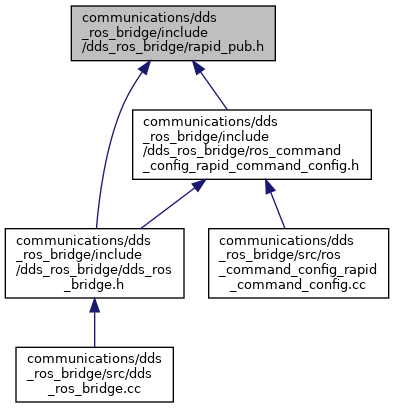 communications/dds
_ros_bridge/include
/dds_ros_bridge/rapid_pub.h
communications/dds
_ros_bridge/include
/dds_ros_bridge/ros_command
_config_rapid_command_config.h
communications/dds
_ros_bridge/include
/dds_ros_bridge/dds_ros
_bridge.h
communications/dds
_ros_bridge/src/ros
_command_config_rapid
_command_config.cc
communications/dds
_ros_bridge/src/dds
_ros_bridge.cc